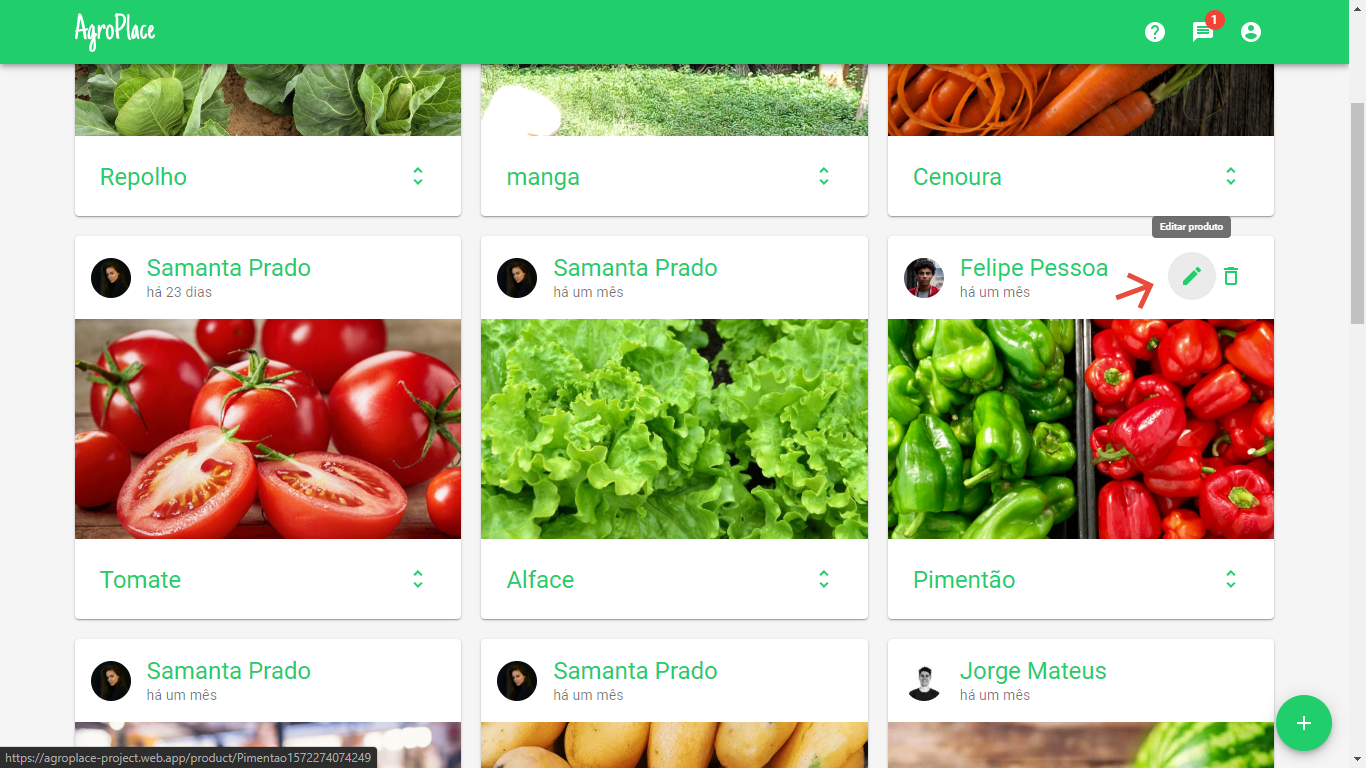 AgroPlace
1
Repolho
manga
Cenoura
Editar produto
Samanta Prado
há 23 dias
Samanta Prado
há um mês
Felipe Pessoa
há um mês
Tomate
Alface
Pimentão
Samanta Prado
há um mês
Samanta Prado
há um mês
Jorge Mateus
há um mês
https://agroplace-project.web.app/product/Pimentao1572274074249